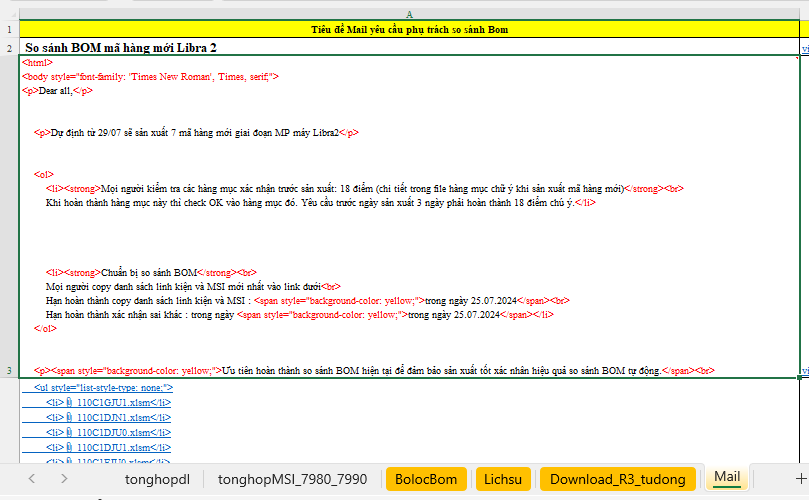 A
1 Tiêu đề Mail yêu cầu phụ trách so sánh Bom
2 So sánh BOM mã hàng mới Libra 2
<html>
<body style="font-family: 'Times New Roman', Times, serif;">
<p>Dear all,</p>
<p>Dự định từ 29/07 sẽ sản xuất 7 mã hàng mới giai đoạn MP máy Libra2</p>
<ol>
<li><strong>Mọi người kiểm tra các hàng mục xác nhận trước sản xuất: 18 điểm (chi tiết trong file hàng mục chữ ý khi sản xuất mã hàng mới)</strong><br>
Khi hoàn thành hàng mục này thì check OK vào hàng mục đó. Yêu cầu trước ngày sản xuất 3 ngày phải hoàn thành 18 điểm chú ý.</li>
<li><strong>Chuẩn bị so sánh BOM</strong><br>
Mọi người copy danh sách linh kiện và MSI mới nhất vào link dưới<br>
Hạn hoàn thành copy danh sách linh kiện và MSI : <span style="background-color: yellow;">trong ngày 25.07.2024</span><br>
Hạn hoàn thành xác nhận sai khác : trong ngày <span style="background-color: yellow;">trong ngày 25.07.2024</span></li>
</ol>
3 <p><span style="background-color: yellow;">Ưu tiên hoàn thành so sánh BOM hiện tại để đảm bảo sản xuất tốt xác nhân hiệu quả so sánh BOM tự động.</span><br>
<ul style="list-style-type: none;">
<li>📎 110C1GJU1.xlsm</li>
<li>📎 110C1DJN1.xlsm</li>
<li>📎 110C1DJU0.xlsm</li>
<li>📎 110C1DJU1.xlsm</li>
tonghopdl tonghopMSI_7980_7990 BolocBom Lichsu Download_R3_tudong Mail